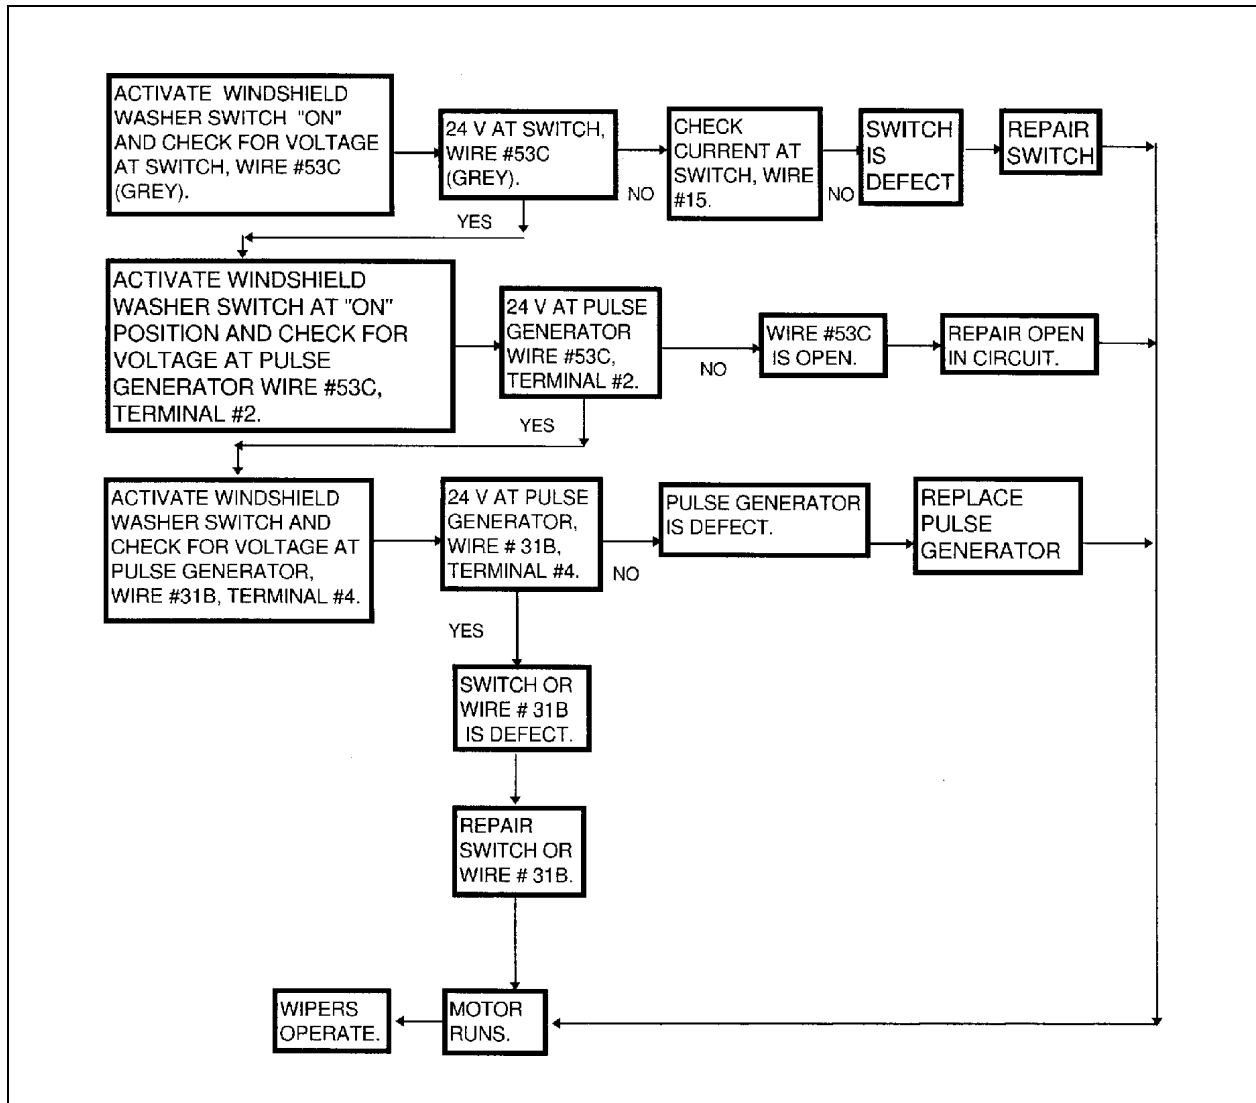 ACTIVATE WINDSHIELD
WASHER SWITCH "ON"
AND CHECK FOR VOLTAGE
AT SWITCH, WIRE #53C
(GREY).
24 V AT SWITCH,
WIRE #53C
(GREY).
NO
CHECK
CURRENT AT
SWITCH, WIRE
#15.
NO
SWITCH
IS
DEFECT
REPAIR
SWITCH
YES
ACTIVATE WINDSHIELD
WASHER SWITCH AT "ON"
POSITION AND CHECK FOR
VOLTAGE AT PULSE
GENERATOR WIRE #53C,
TERMINAL #2.
24 V AT PULSE
GENERATOR
WIRE #53C,
TERMINAL #2.
NO
WIRE #53C
IS OPEN.
REPAIR OPEN
IN CIRCUIT.
YES
ACTIVATE WINDSHIELD
WASHER SWITCH AND
CHECK FOR VOLTAGE AT
PULSE GENERATOR,
WIRE #31B, TERMINAL #4.
24 V AT PULSE
GENERATOR,
WIRE # 31B,
TERMINAL #4.
NO
PULSE GENERATOR
IS DEFECT.
REPLACE
PULSE
GENERATOR
YES
SWITCH OR
WIRE # 31B
IS DEFECT.
REPAIR
SWITCH OR
WIRE # 31B.
WIPERS
OPERATE.
MOTOR
RUNS.